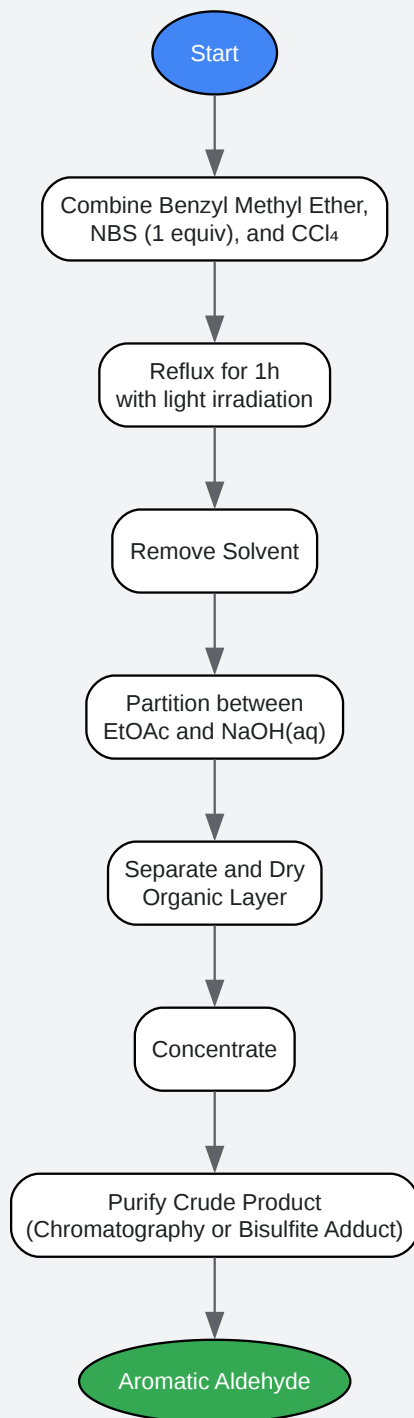 Start
Combine Benzyl Methyl Ether,
NBS (1 equiv), and CCl₄
Reflux for 1h
with light irradiation
Remove Solvent
Partition between
EtOAc and NaOH(aq)
Separate and Dry
Organic Layer
Concentrate
Purify Crude Product
(Chromatography or Bisulfite Adduct)
Aromatic Aldehyde